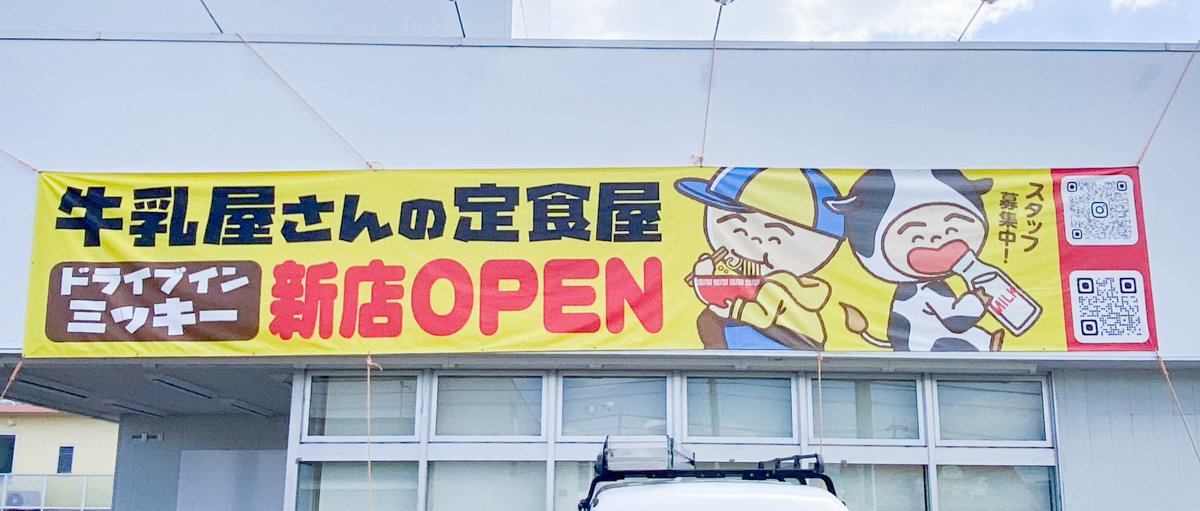 牛乳屋さんの定食屋
ドライブイン
ミッキー
新店OPEN
スタッフ
募集中!
MILK